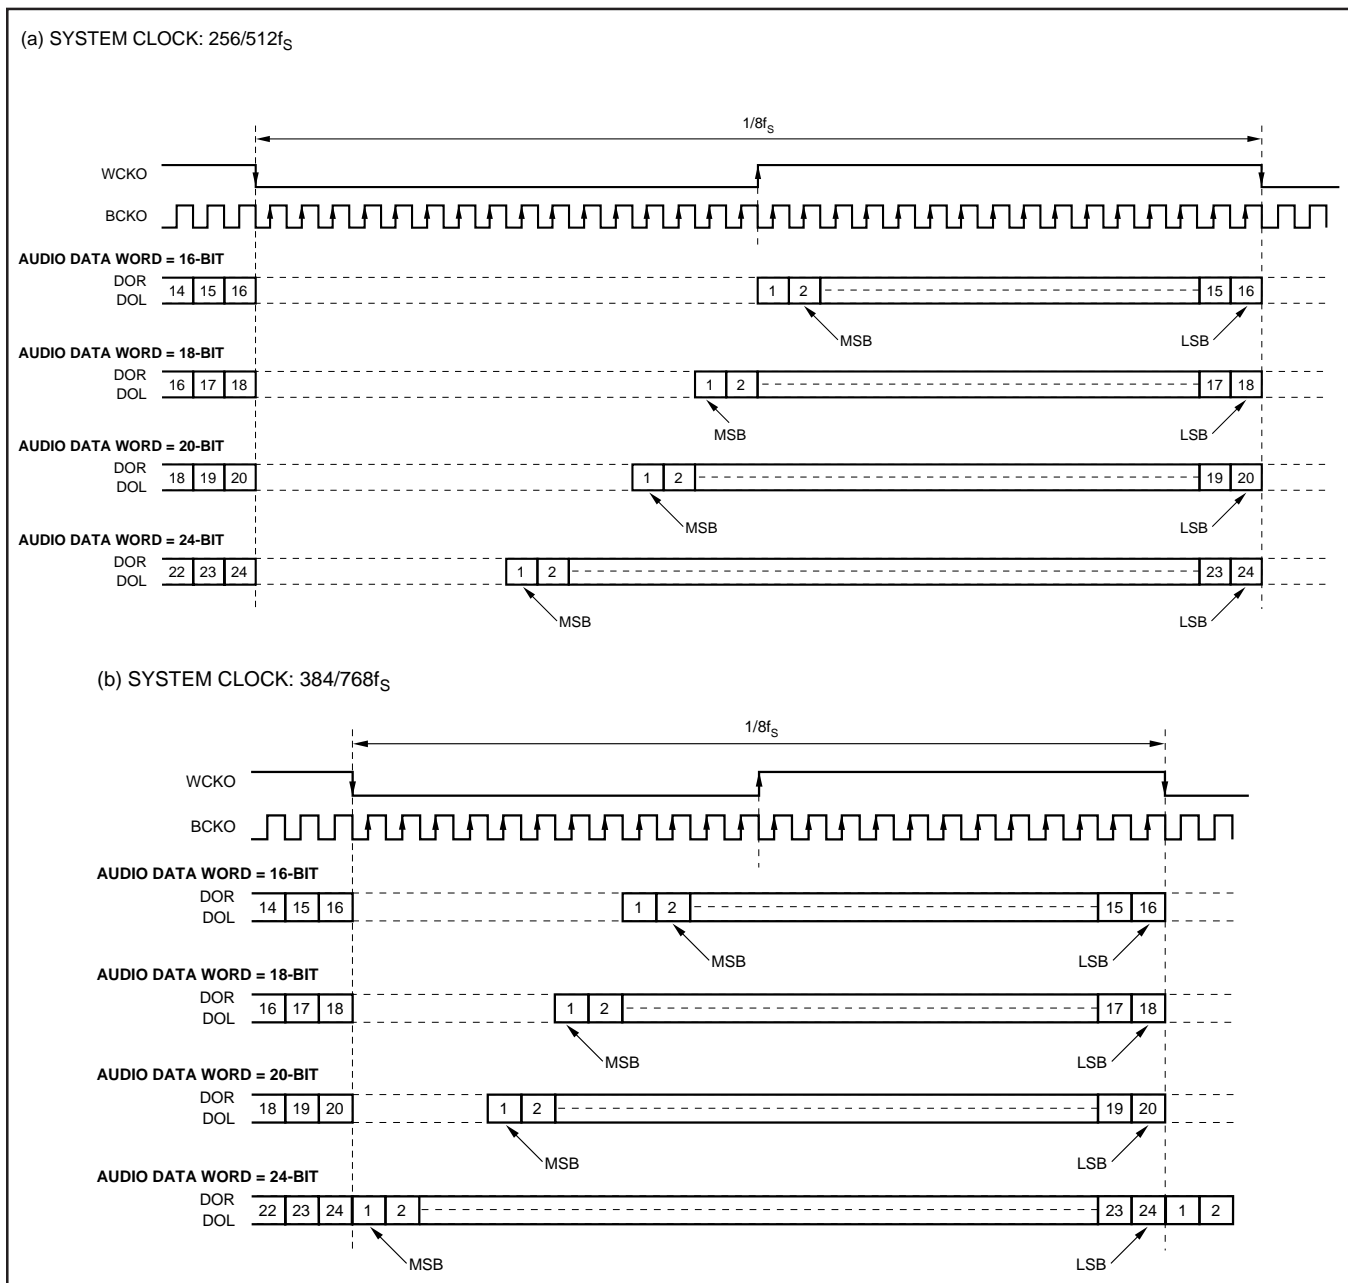 (a) SYSTEM CLOCK: 256/512fS
1/8fS
WCKO
BCKO
AUDIO DATA WORD = 16-BIT
DOR
DOL
14 15 16 1 2 15 16
MSB LSB
AUDIO DATA WORD = 18-BIT
DOR
DOL
16 17 18 1 2 17 18
MSB LSB
AUDIO DATA WORD = 20-BIT
DOR
DOL
18 19 20 1 2 19 20
MSB LSB
AUDIO DATA WORD = 24-BIT
DOR
DOL
22 23 24 1 2 23 24
MSB LSB
(b) SYSTEM CLOCK: 384/768fS
1/8fS
WCKO
BCKO
AUDIO DATA WORD = 16-BIT
DOR
DOL
14 15 16 1 2 15 16
MSB LSB
AUDIO DATA WORD = 18-BIT
DOR
DOL
16 17 18 1 2 17 18
MSB LSB
AUDIO DATA WORD = 20-BIT
DOR
DOL
18 19 20 1 2 19 20
MSB LSB
AUDIO DATA WORD = 24-BIT
DOR
DOL
22 23 24 1 2 23 24 1 2
MSB LSB